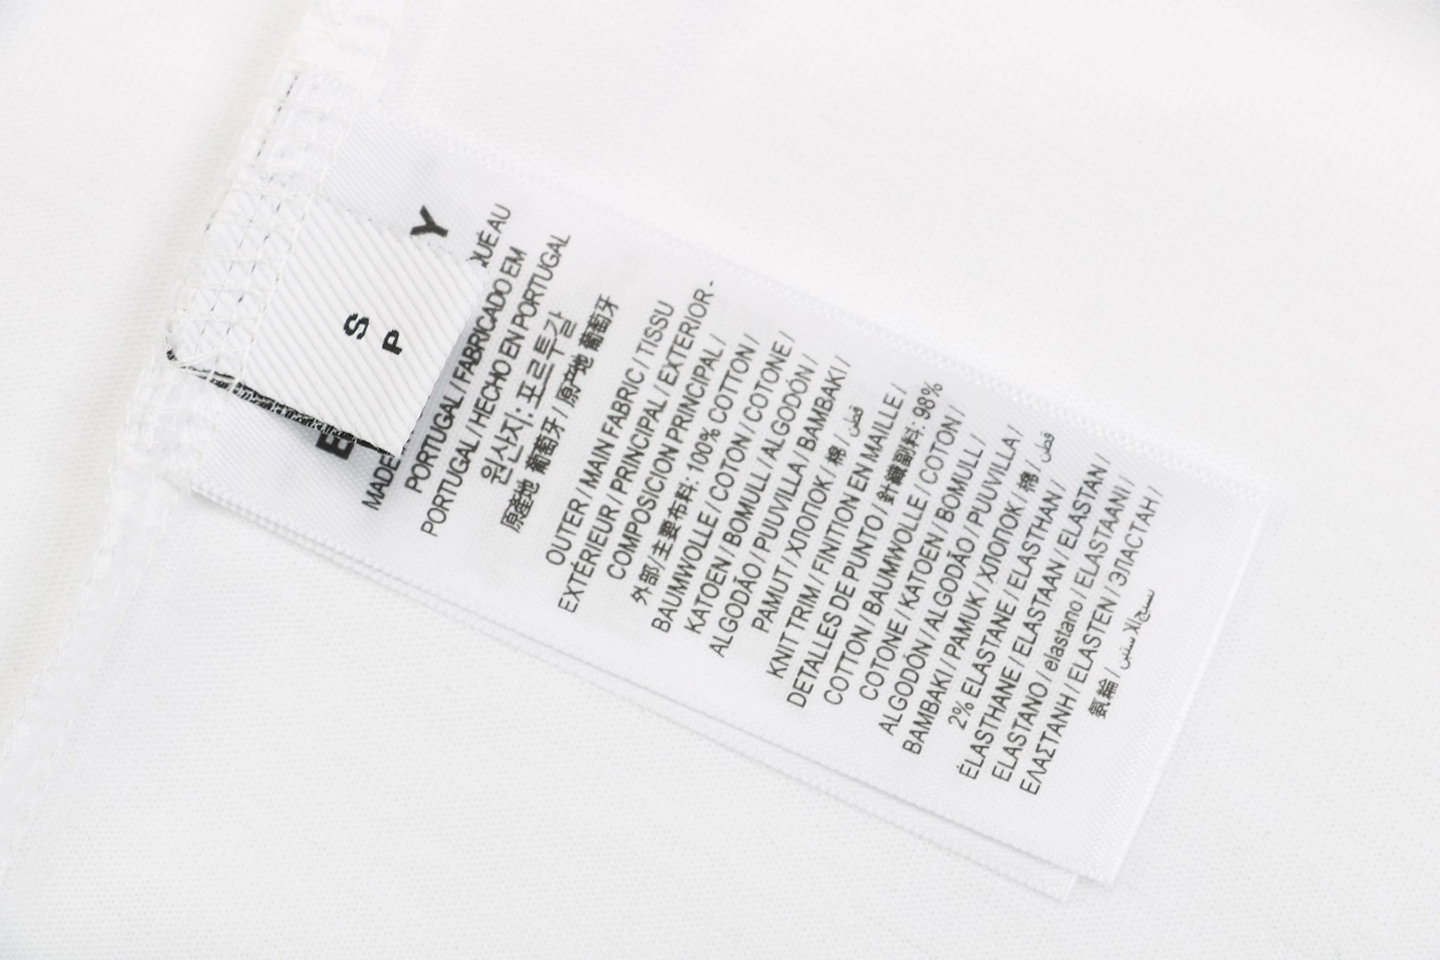 S
P
Y
MADE
UÉ AU
PORTUGAL / FABRICADO EM
PORTUGAL / HECHO EN PORTUGAL
원산지: 포르투갈
原產地 葡萄牙 / 原产地 葡萄牙
OUTER / MAIN FABRIC / TISSU
EXTÉRIEUR / PRINCIPAL / EXTERIOR -
COMPOSICION PRINCIPAL /
外部/主要布料: 100% COTTON /
BAUMWOLLE / COTON / COTONE /
KATOEN / BOMULL / ALGODÓN /
ALGODÃO / PUUVILLA / BAMBAKI /
PAMUT / ХЛОПОК / 棉 / قطن
KNIT TRIM / FINITION EN MAILLE /
DETALLES DE PUNTO / 針織副料: 98%
COTTON / BAUMWOLLE / COTON /
COTONE / KATOEN / BOMULL /
ALGODÓN / ALGODÃO / PUUVILLA /
BAMBAKI / PAMUK / ХЛОПОК / 棉 / قطن
2% ELASTANE / ELASTHAN /
ÉLASTHANE / ELASTAAN / ELASTAN /
ELASTANO / elastano / ELASTAANI /
ΕΛΑΣΤΑΝΗ / ELASTEN / ЭЛАСТАН /
氨綸 /